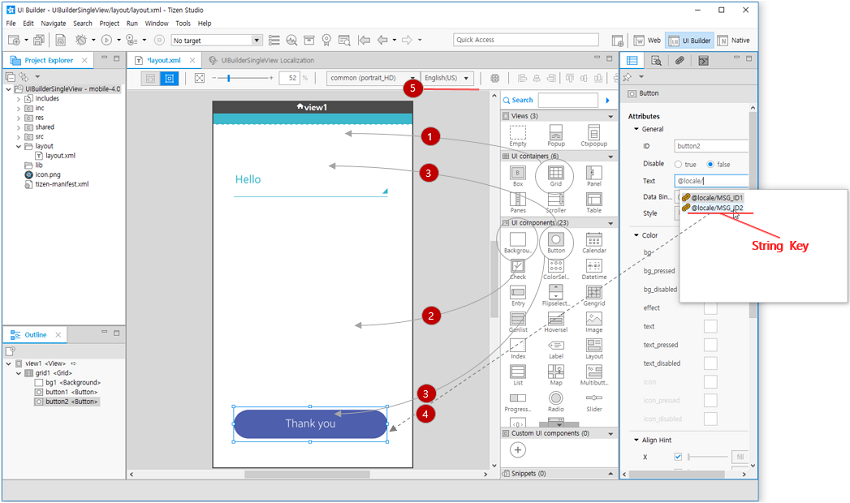 UI Builder - UIBuilderSingleView/layout/layout.xml - Tizen Studio
File Edit Navigate Search Project Run Window Tools Help
No target
Quick Access
Web
UI Builder
Native
Project Explorer
UIBuilderSingleView - mobile-4.0
Includes
inc
res
shared
src
layout
layout.xml
lib
icon.png
tizen-manifest.xml
Outline
view1 <View>
grid1 <Grid>
bg1 <Background>
button1 <Button>
button2 <Button>
*layout.xml
UIBuilderSingleView Localization
52 %
common (portrait_HD)
English(US)
5
view1
1
3
Hello
2
3
4
Thank you
Search
Views (3)
Empty Popup Ctxpopup
UI containers (6)
Box Grid Panel
Panes Scroller Table
UI components (23)
Backgrou.. Button Calendar
Check ColorSel.. Datetime
Entry Flipselect.. Gengrid
Genlist Hoversel Image
Index Label Layout
List Map Multibutt..
Progress.. Radio Slider
Custom UI components (0)
Snippets (0)
Button
Attributes
General
ID button2
Disable true false
Text @locale/
Data Bin...
Style
@locale/MSG_ID1
@locale/MSG_ID2
String Key
Color
bg
bg_pressed
bg_disabled
effect
text
text_pressed
text_disabled
icon
icon_pressed
icon_disabled
Align Hint
X fill